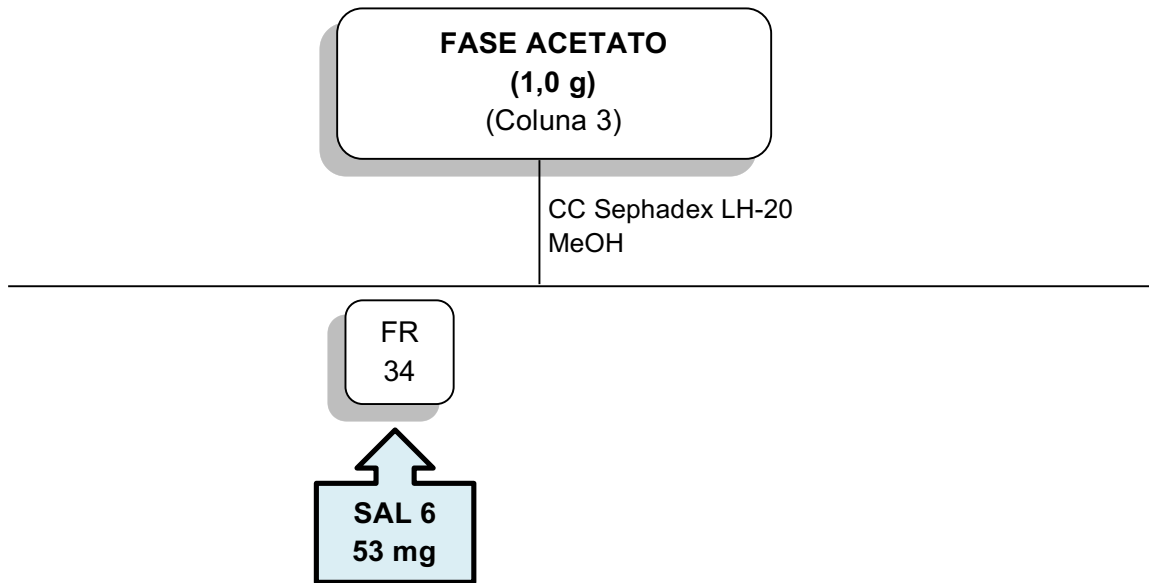 FASE ACETATO
(1,0 g)
(Coluna 3)
CC Sephadex LH-20
MeOH
FR
34
SAL 6
53 mg